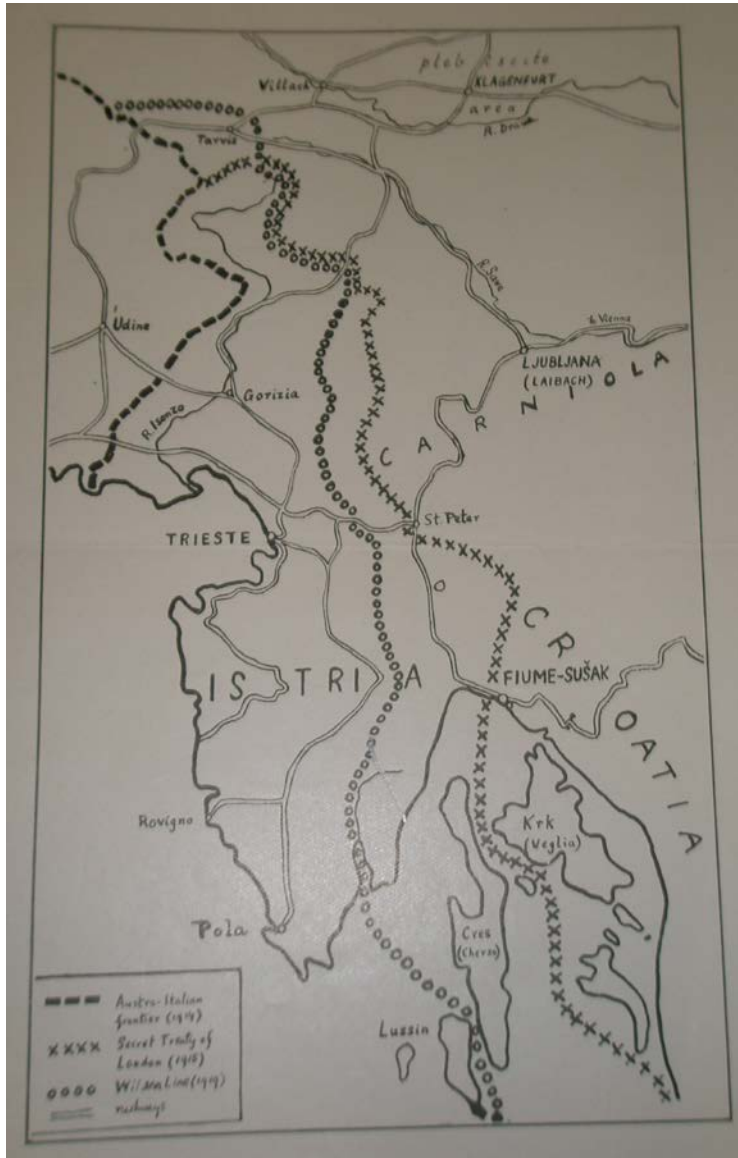 plebiscite
Villach
KLAGENFURT
area
R. Drave
Tarvis
R. Save
to Vienna
Udine
LJUBLJANA
(LAIBACH)
CARNIOLA
Gorizia
R. Isonzo
St. Peter
TRIESTE
CROATIA
ISTRIA
FIUME-SUŠAK
Rovigno
Krk
(Veglia)
Pola
Cres
(Cherso)
Lussin
Austro-Italian
frontier (1914)
Secret Treaty of
London (1915)
Wilson Line (1919)
railways